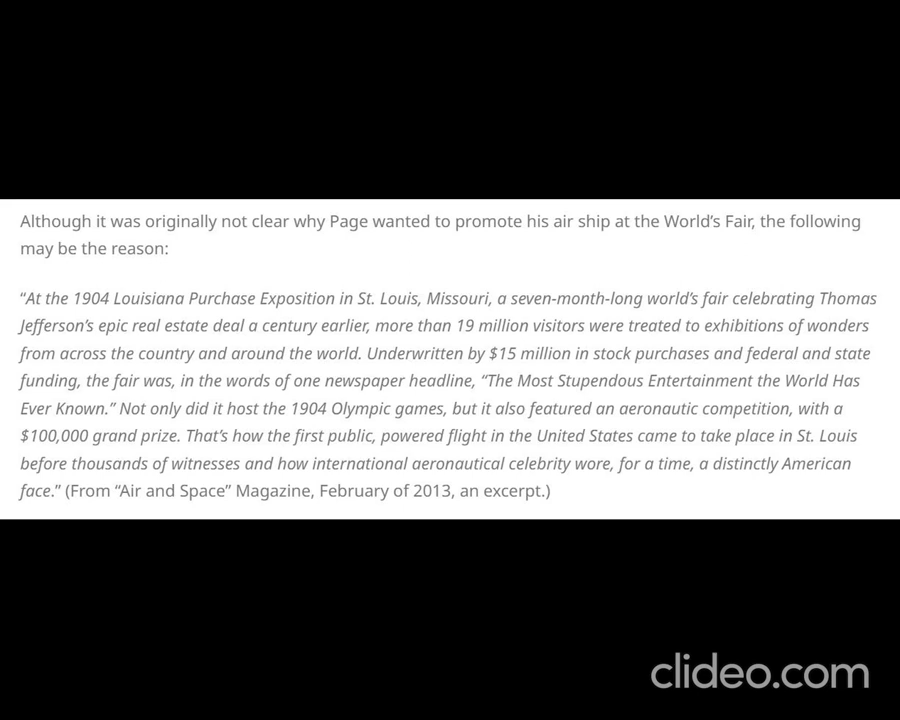 Although it was originally not clear why Page wanted to promote his air ship at the World’s Fair, the following
may be the reason:
“At the 1904 Louisiana Purchase Exposition in St. Louis, Missouri, a seven-month-long world’s fair celebrating Thomas
Jefferson’s epic real estate deal a century earlier, more than 19 million visitors were treated to exhibitions of wonders
from across the country and around the world. Underwritten by $15 million in stock purchases and federal and state
funding, the fair was, in the words of one newspaper headline, “The Most Stupendous Entertainment the World Has
Ever Known.” Not only did it host the 1904 Olympic games, but it also featured an aeronautic competition, with a
$100,000 grand prize. That’s how the first public, powered flight in the United States came to take place in St. Louis
before thousands of witnesses and how international aeronautical celebrity wore, for a time, a distinctly American
face.” (From “Air and Space” Magazine, February of 2013, an excerpt.)
clideo.com